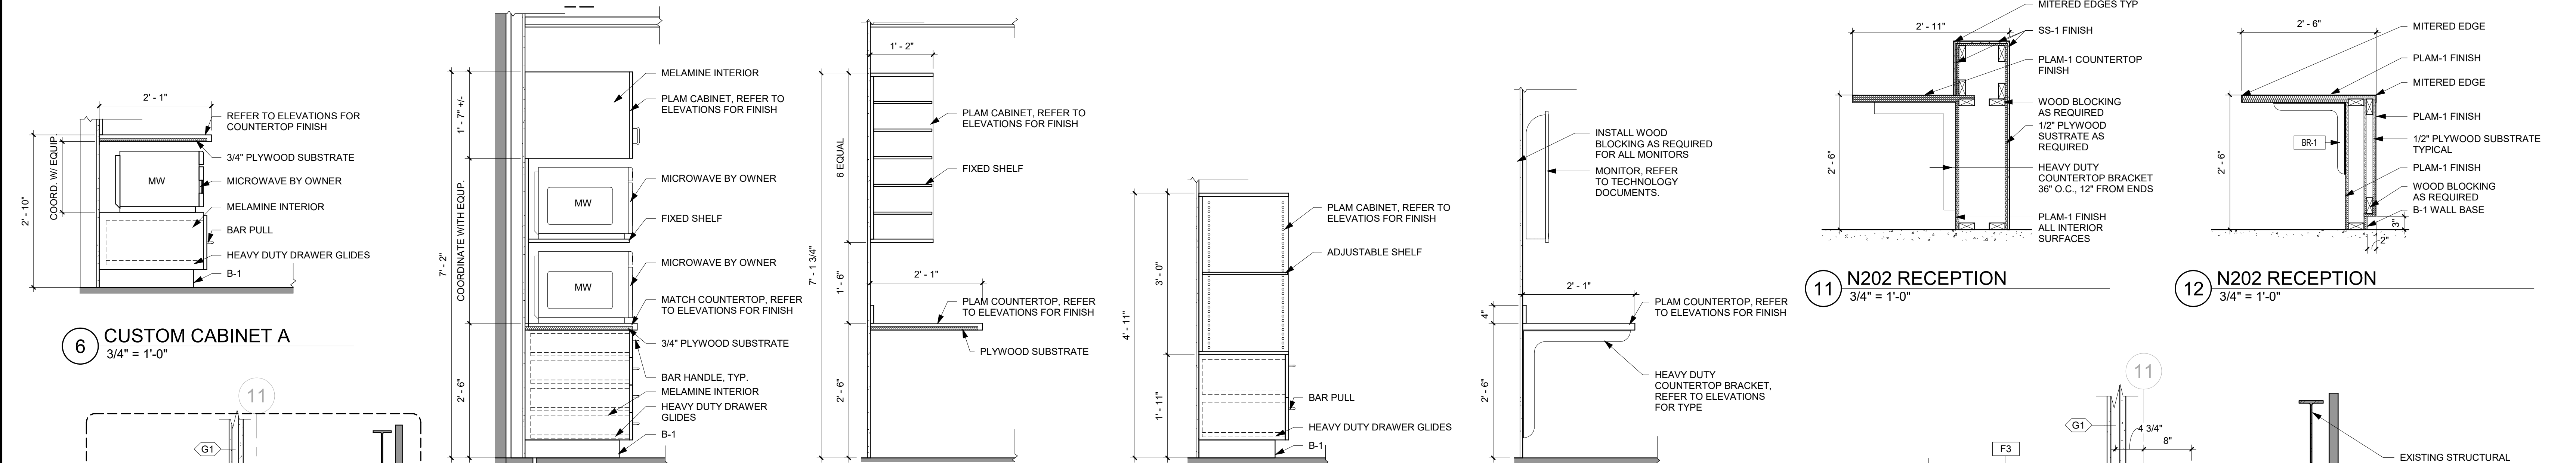 2' - 1"
REFER TO ELEVATIONS FOR
COUNTERTOP FINISH
3/4" PLYWOOD SUBSTRATE
MICROWAVE BY OWNER
MELAMINE INTERIOR
BAR PULL
HEAVY DUTY DRAWER GLIDES
B-1
MW
COORD. W/ EQUIP
2' - 10"
6
CUSTOM CABINET A
3/4" = 1'-0"
11
G1
MELAMINE INTERIOR
PLAM CABINET, REFER TO
ELEVATIONS FOR FINISH
MICROWAVE BY OWNER
FIXED SHELF
MICROWAVE BY OWNER
MATCH COUNTERTOP, REFER
TO ELEVATIONS FOR FINISH
3/4" PLYWOOD SUBSTRATE
BAR HANDLE, TYP.
MELAMINE INTERIOR
HEAVY DUTY DRAWER
GLIDES
B-1
MW
MW
1' - 7" +/-
COORDINATE WITH EQUP.
7' - 2"
2' - 6"
1' - 2"
PLAM CABINET, REFER TO
ELEVATIONS FOR FINISH
FIXED SHELF
2' - 1"
PLAM COUNTERTOP, REFER
TO ELEVATIONS FOR FINISH
PLYWOOD SUBSTRATE
6 EQUAL
7' - 1 3/4"
1' - 6"
2' - 6"
PLAM CABINET, REFER TO
ELEVATIOS FOR FINISH
ADJUSTABLE SHELF
BAR PULL
HEAVY DUTY DRAWER GLIDES
B-1
3' - 0"
4' - 11"
1' - 11"
INSTALL WOOD
BLOCKING AS REQUIRED
FOR ALL MONITORS
MONITOR, REFER
TO TECHNOLOGY
DOCUMENTS.
2' - 1"
PLAM COUNTERTOP, REFER
TO ELEVATIONS FOR FINISH
HEAVY DUTY
COUNTERTOP BRACKET,
REFER TO ELEVATIONS
FOR TYPE
4"
2' - 6"
2' - 11"
MITERED EDGES TYP
SS-1 FINISH
PLAM-1 COUNTERTOP
FINISH
WOOD BLOCKING
AS REQUIRED
1/2" PLYWOOD
SUSTRATE AS
REQUIRED
HEAVY DUTY
COUNTERTOP BRACKET
36" O.C., 12" FROM ENDS
PLAM-1 FINISH
ALL INTERIOR
SURFACES
2' - 6"
11
N202 RECEPTION
3/4" = 1'-0"
2' - 6"
MITERED EDGE
PLAM-1 FINISH
MITERED EDGE
PLAM-1 FINISH
1/2" PLYWOOD SUBSTRATE
TYPICAL
PLAM-1 FINISH
WOOD BLOCKING
AS REQUIRED
B-1 WALL BASE
BR-1
2' - 6"
3"
2"
12
N202 RECEPTION
3/4" = 1'-0"
11
G1
4 3/4"
8"
F3
EXISTING STRUCTURAL